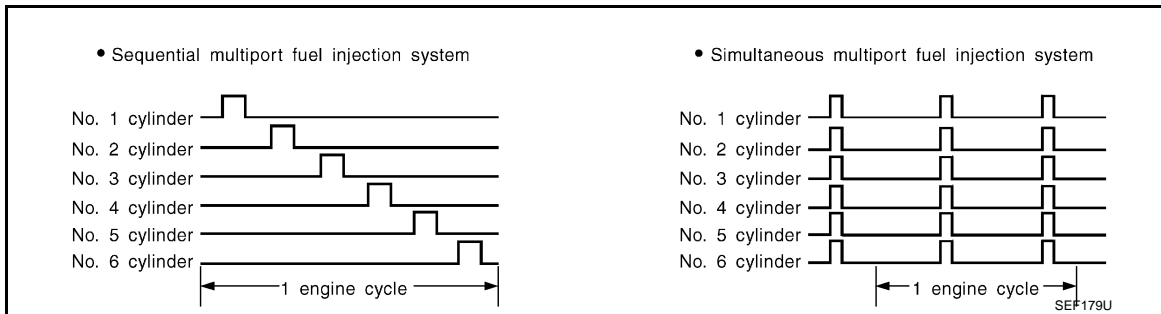 • Sequential multiport fuel injection system
No. 1 cylinder
No. 2 cylinder
No. 3 cylinder
No. 4 cylinder
No. 5 cylinder
No. 6 cylinder
1 engine cycle
• Simultaneous multiport fuel injection system
No. 1 cylinder
No. 2 cylinder
No. 3 cylinder
No. 4 cylinder
No. 5 cylinder
No. 6 cylinder
1 engine cycle
SEF179U